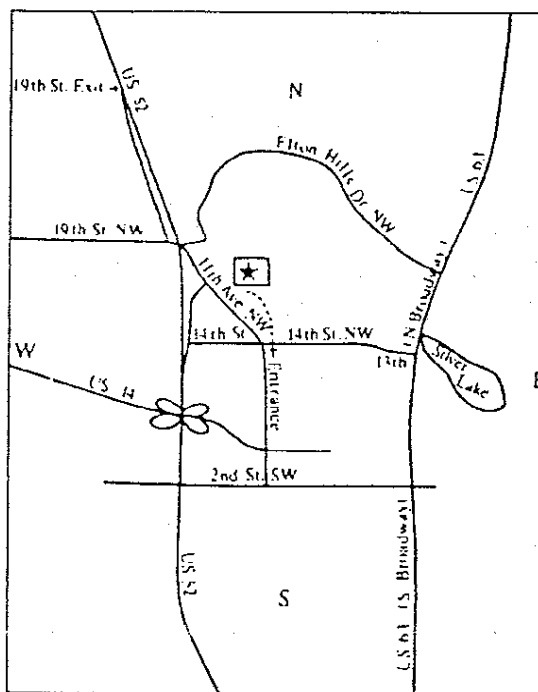 19th St. Exit
US 52
N
Elton Hills Dr. NW
US 63
19th St. NW
11th Ave. NW
(N Broadway)
14th St.
14th St. NW
13th
Silver
Lake
W
E
US 14
Entrance
2nd St. SW
US 52
S
US 63 (S Broadway)